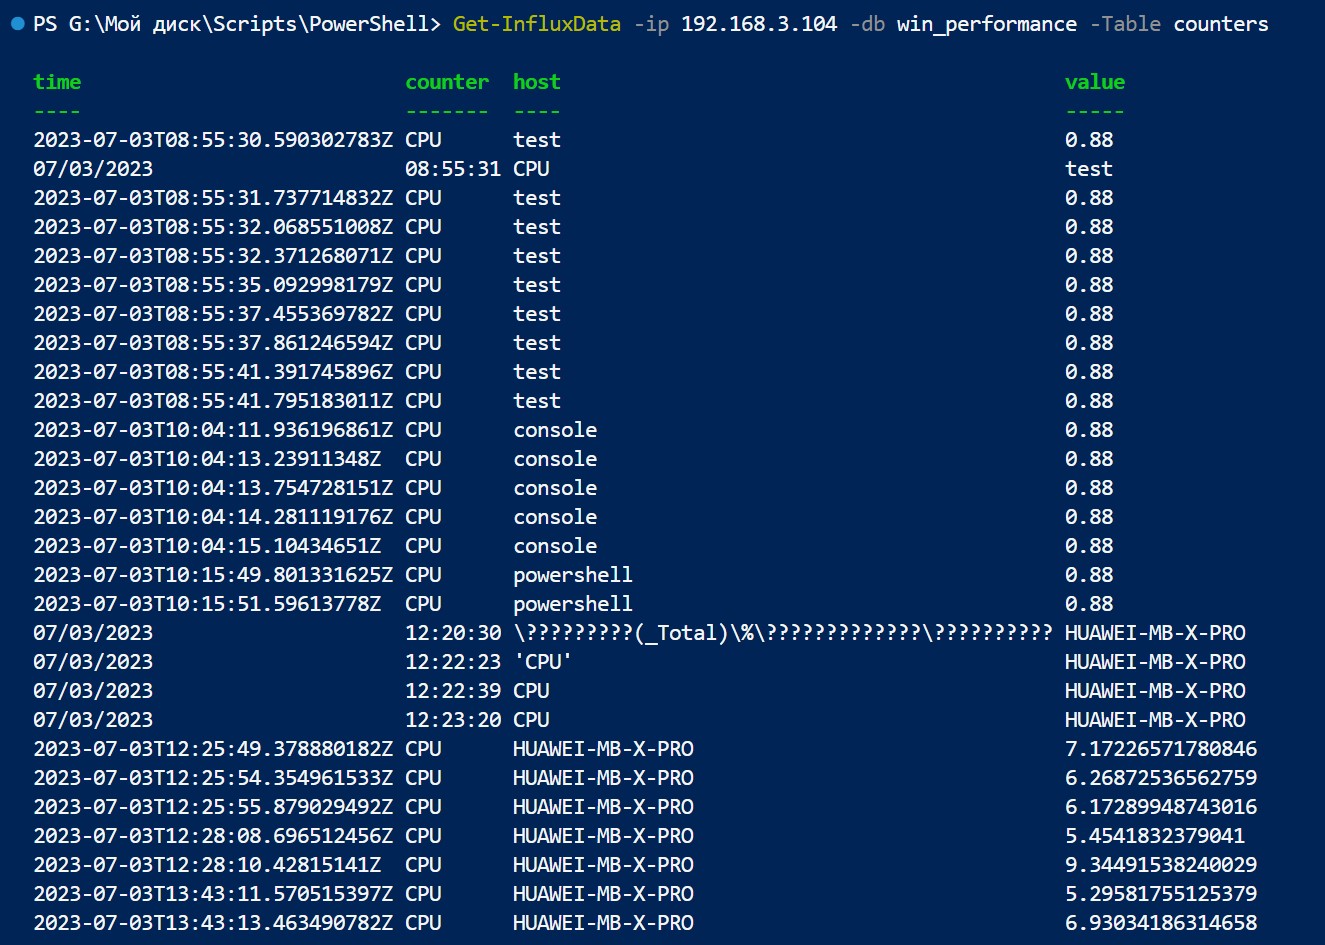 PS G:\Мой диск\Scripts\PowerShell> Get-InfluxData -ip 192.168.3.104 -db win_performance -Table counters
time counter host value
---- ------- ---- -----
2023-07-03T08:55:30.590302783Z CPU test 0.88
07/03/2023 08:55:31 CPU test
2023-07-03T08:55:31.737714832Z CPU test 0.88
2023-07-03T08:55:32.068551008Z CPU test 0.88
2023-07-03T08:55:32.371268071Z CPU test 0.88
2023-07-03T08:55:35.092998179Z CPU test 0.88
2023-07-03T08:55:37.455369782Z CPU test 0.88
2023-07-03T08:55:37.861246594Z CPU test 0.88
2023-07-03T08:55:41.391745896Z CPU test 0.88
2023-07-03T08:55:41.795183011Z CPU test 0.88
2023-07-03T10:04:11.936196861Z CPU console 0.88
2023-07-03T10:04:13.23911348Z CPU console 0.88
2023-07-03T10:04:13.754728151Z CPU console 0.88
2023-07-03T10:04:14.281119176Z CPU console 0.88
2023-07-03T10:04:15.10434651Z CPU console 0.88
2023-07-03T10:15:49.801331625Z CPU powershell 0.88
2023-07-03T10:15:51.59613778Z CPU powershell 0.88
07/03/2023 12:20:30 \?????????(_Total)\%\?????????????\?????????? HUAWEI-MB-X-PRO
07/03/2023 12:22:23 'CPU' HUAWEI-MB-X-PRO
07/03/2023 12:22:39 CPU HUAWEI-MB-X-PRO
07/03/2023 12:23:20 CPU HUAWEI-MB-X-PRO
2023-07-03T12:25:49.378880182Z CPU HUAWEI-MB-X-PRO 7.17226571780846
2023-07-03T12:25:54.354961533Z CPU HUAWEI-MB-X-PRO 6.26872536562759
2023-07-03T12:25:55.879029492Z CPU HUAWEI-MB-X-PRO 6.17289948743016
2023-07-03T12:28:08.696512456Z CPU HUAWEI-MB-X-PRO 5.4541832379041
2023-07-03T12:28:10.42815141Z CPU HUAWEI-MB-X-PRO 9.34491538240029
2023-07-03T13:43:11.570515397Z CPU HUAWEI-MB-X-PRO 5.29581755125379
2023-07-03T13:43:13.463490782Z CPU HUAWEI-MB-X-PRO 6.93034186314658